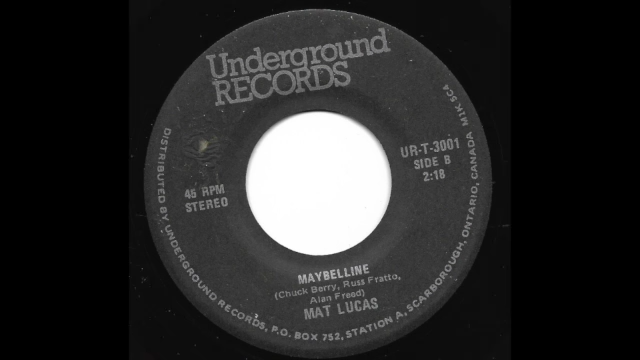 Underground
RECORDS
UR-T-3001
SIDE B
2:18
45 RPM
STEREO
MAYBELLINE
(Chuck Berry, Russ Fratto,
Alan Freed)
MAT LUCAS
DISTRIBUTED BY UNDERGROUND RECORDS, P.O. BOX 752, STATION A, SCARBOROUGH, ONTARIO, CANADA M1K 5C4